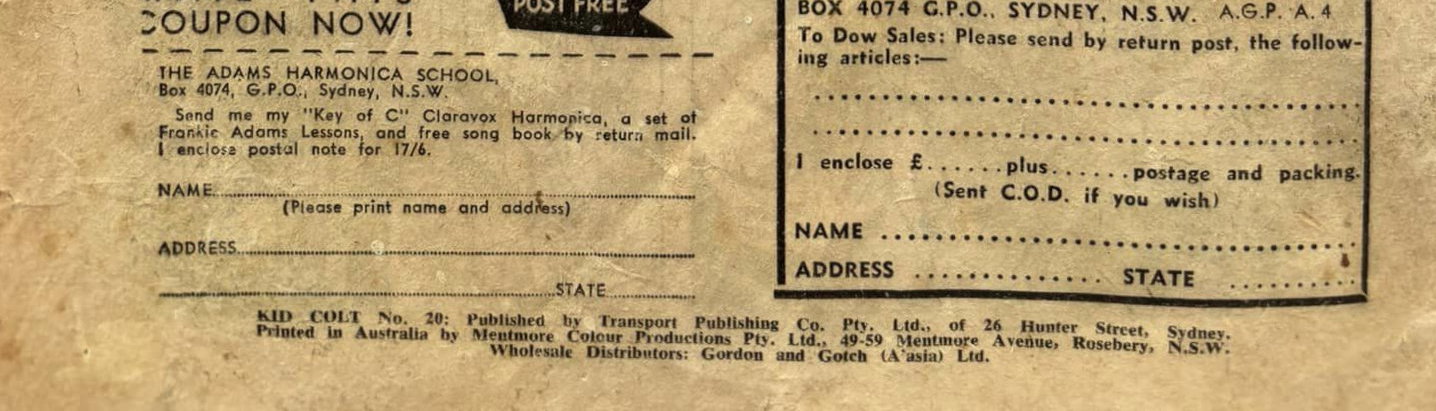 COUPON NOW!
POST FREE
THE ADAMS HARMONICA SCHOOL,
Box 4074, G.P.O., Sydney, N.S.W.
Send me my "Key of C" Claravox Harmonica, a set of
Frankie Adams Lessons, and free song book by return mail.
I enclose postal note for 17/6.
NAME
(Please print name and address)
ADDRESS
STATE
BOX 4074 G.P.O., SYDNEY, N.S.W. A.G.P. A.4
To Dow Sales: Please send by return post, the follow-
ing articles:—
I enclose £.......plus.......postage and packing.
(Sent C.O.D. if you wish)
NAME
ADDRESS .............. STATE ..........
KID COLT No. 20: Published by Transport Publishing Co. Pty. Ltd., of 26 Hunter Street, Sydney.
Printed in Australia by Mentmore Colour Productions Pty. Ltd., 49-59 Mentmore Avenue, Rosebery, N.S.W.
Wholesale Distributors: Gordon and Gotch (A'asia) Ltd.